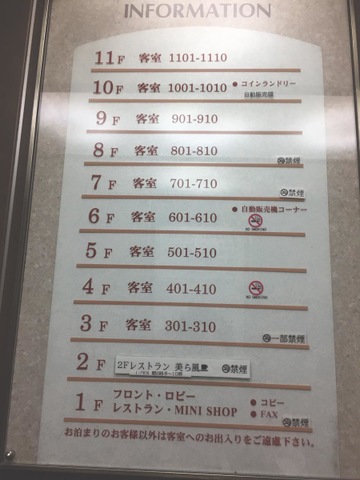 INFORMATION
11F 客室 1101-1110
10F 客室 1001-1010 ● コインランドリー
自動販売機
9F 客室 901-910
8F 客室 801-810 禁煙
7F 客室 701-710 禁煙
6F 客室 601-610 ● 自動販売機コーナー
NO SMOKING
5F 客室 501-510
4F 客室 401-410
NO SMOKING
3F 客室 301-310 一部禁煙
2F 2Fレストラン 美ら風 禁煙
1F フロント・ロビー ● コピー
レストラン・MINI SHOP ● FAX 禁煙
お泊まりのお客様以外は客室へのお出入りをご遠慮下さい。